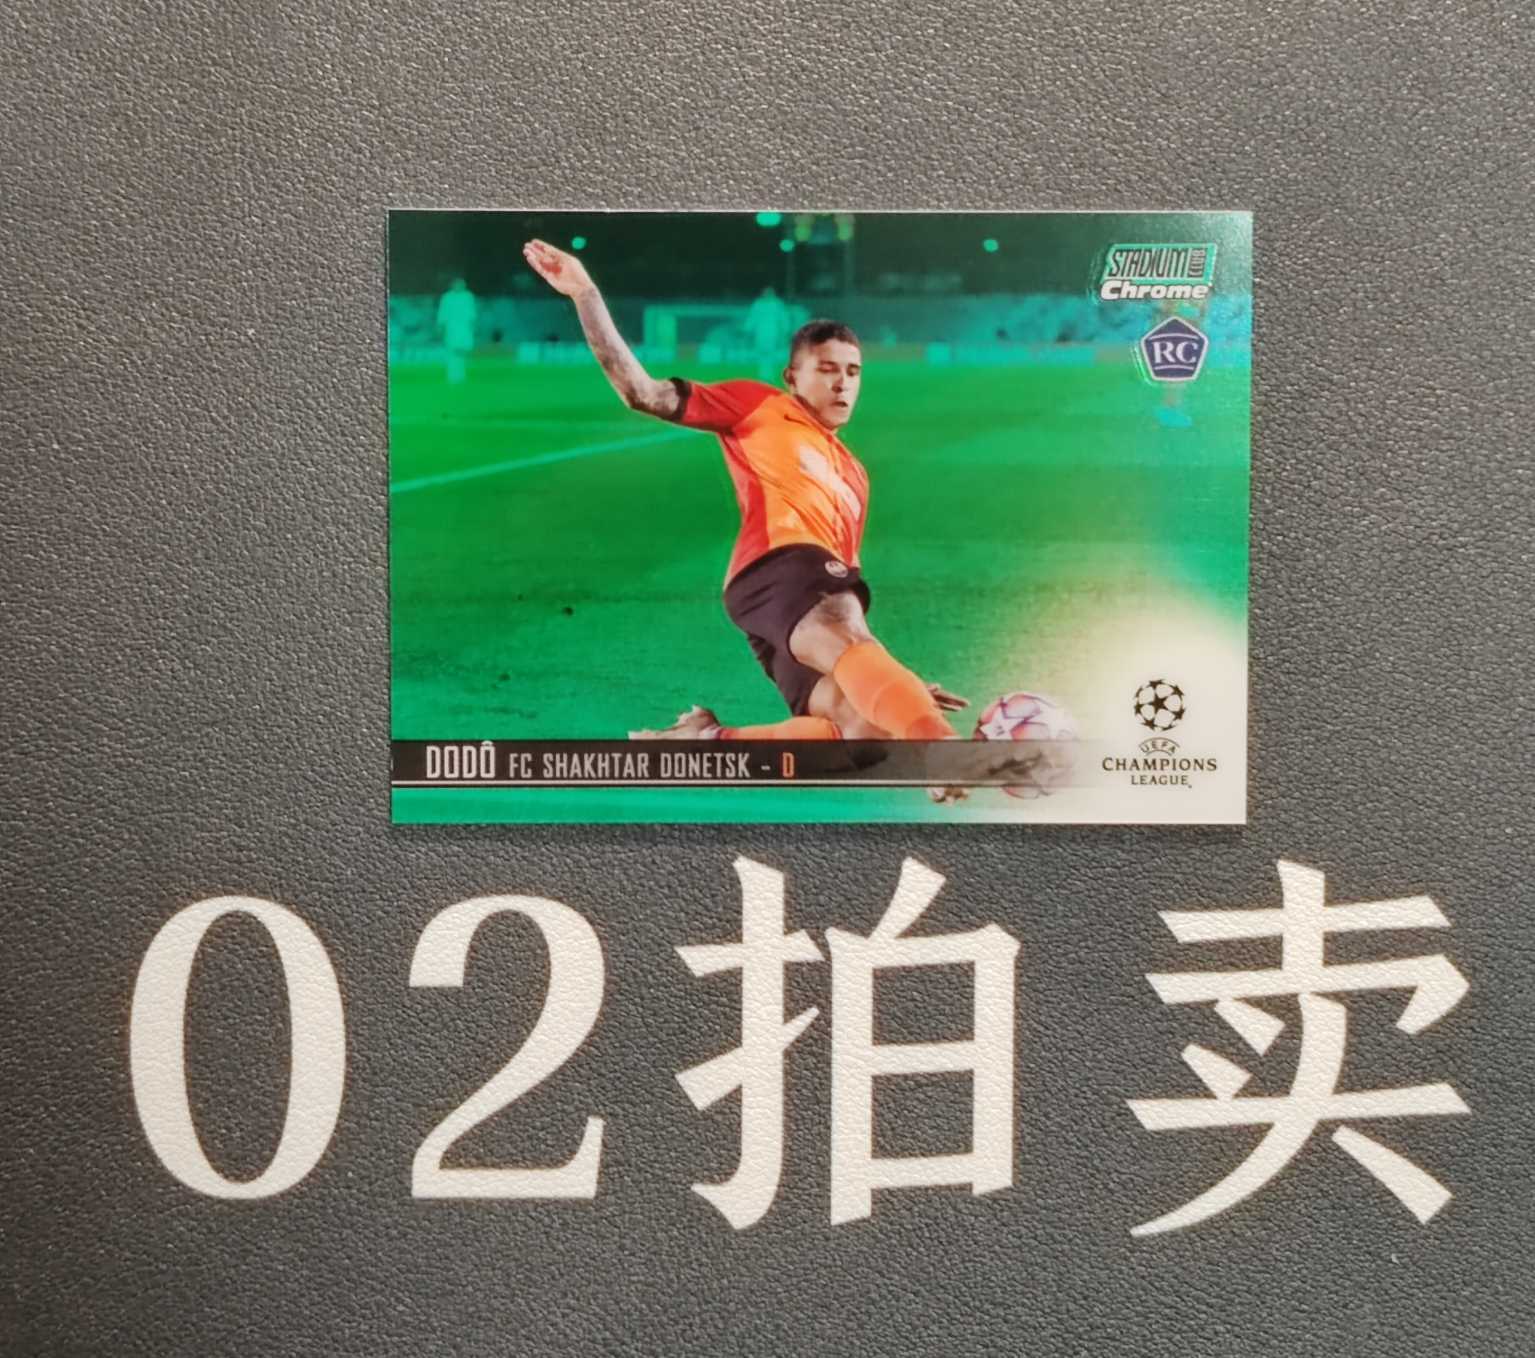 STADIUM CLUB
Chrome
RC
DODÔ FC SHAKHTAR DONETSK - D
UEFA
CHAMPIONS
LEAGUE
02拍卖